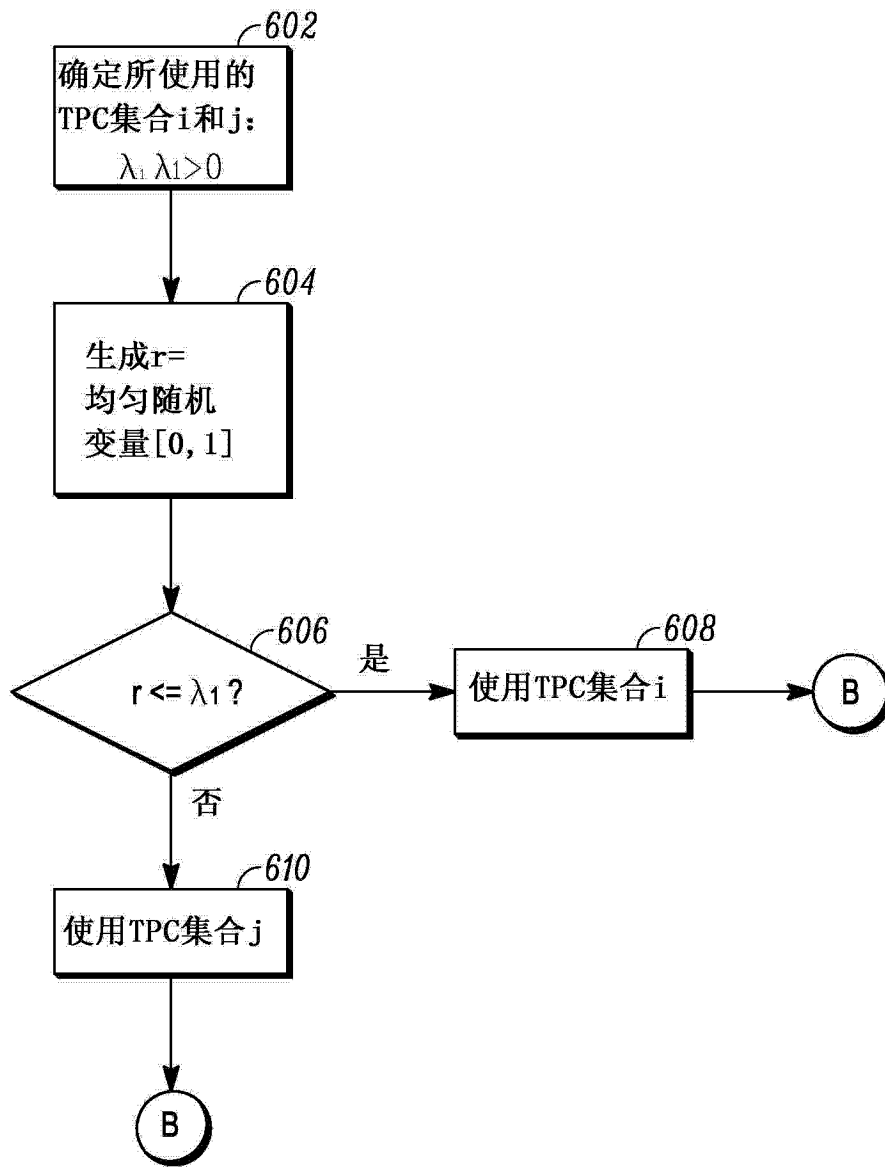 602
确定所使用的
TPC集合i和j:
λ₁ λ1>0
604
生成r=
均匀随机
变量[0,1]
606
r <= λ1 ?
是
608
使用TPC集合i
B
否
610
使用TPC集合j
B